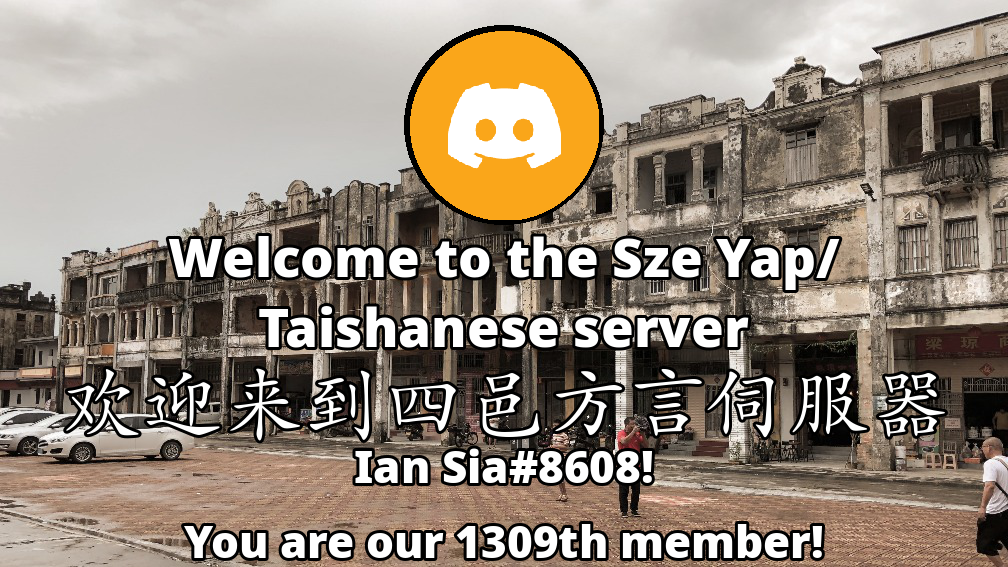 Welcome to the Sze Yap/
Taishanese server
欢迎来到四邑方言伺服器
Ian Sia#8608!
You are our 1309th member!